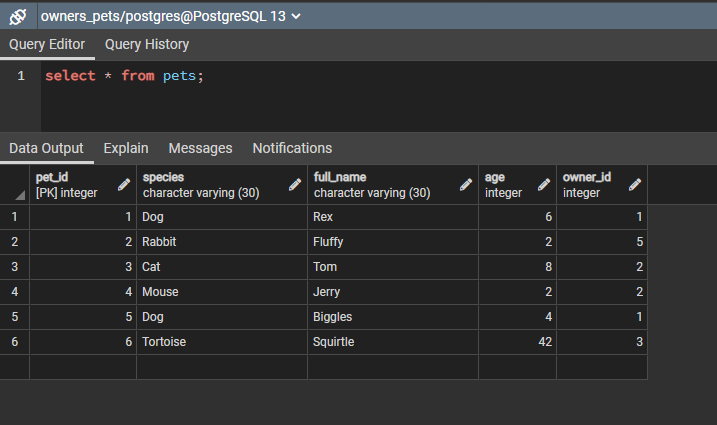 owners_pets/postgres@PostgreSQL 13
Query Editor Query History
1 select * from pets;
Data Output Explain Messages Notifications
pet_id species full_name age owner_id
[PK] integer character varying (30) character varying (30) integer integer
1 1 Dog Rex 6 1
2 2 Rabbit Fluffy 2 5
3 3 Cat Tom 8 2
4 4 Mouse Jerry 2 2
5 5 Dog Biggles 4 1
6 6 Tortoise Squirtle 42 3